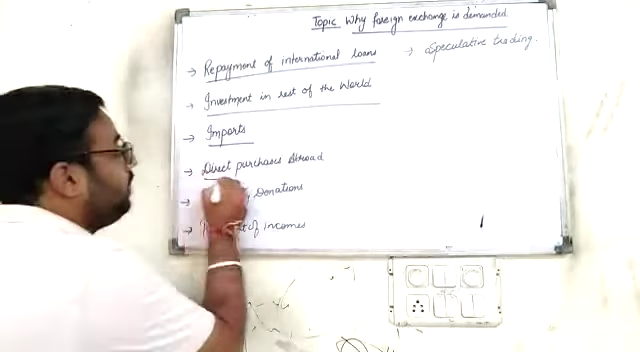 Topic Why foreign exchange is demanded
→ Repayment of international loans
→ Investment in rest of the World
→ Imports
→ Direct purchases Abroad
→ Donations
→ of incomes
→ Speculative trading.